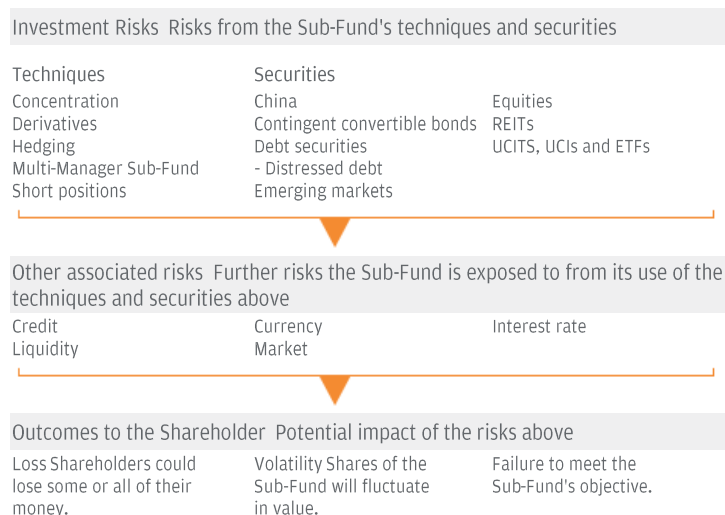 Investment Risks Risks from the Sub-Fund's techniques and securities
Techniques
Concentration
Derivatives
Hedging
Multi-Manager Sub-Fund
Short positions
Securities
China
Contingent convertible bonds
Debt securities
- Distressed debt
Emerging markets
Equities
REITs
UCITS, UCIs and ETFs
Other associated risks Further risks the Sub-Fund is exposed to from its use of the
techniques and securities above
Credit
Liquidity
Currency
Market
Interest rate
Outcomes to the Shareholder Potential impact of the risks above
Loss Shareholders could
lose some or all of their
money.
Volatility Shares of the
Sub-Fund will fluctuate
in value.
Failure to meet the
Sub-Fund's objective.